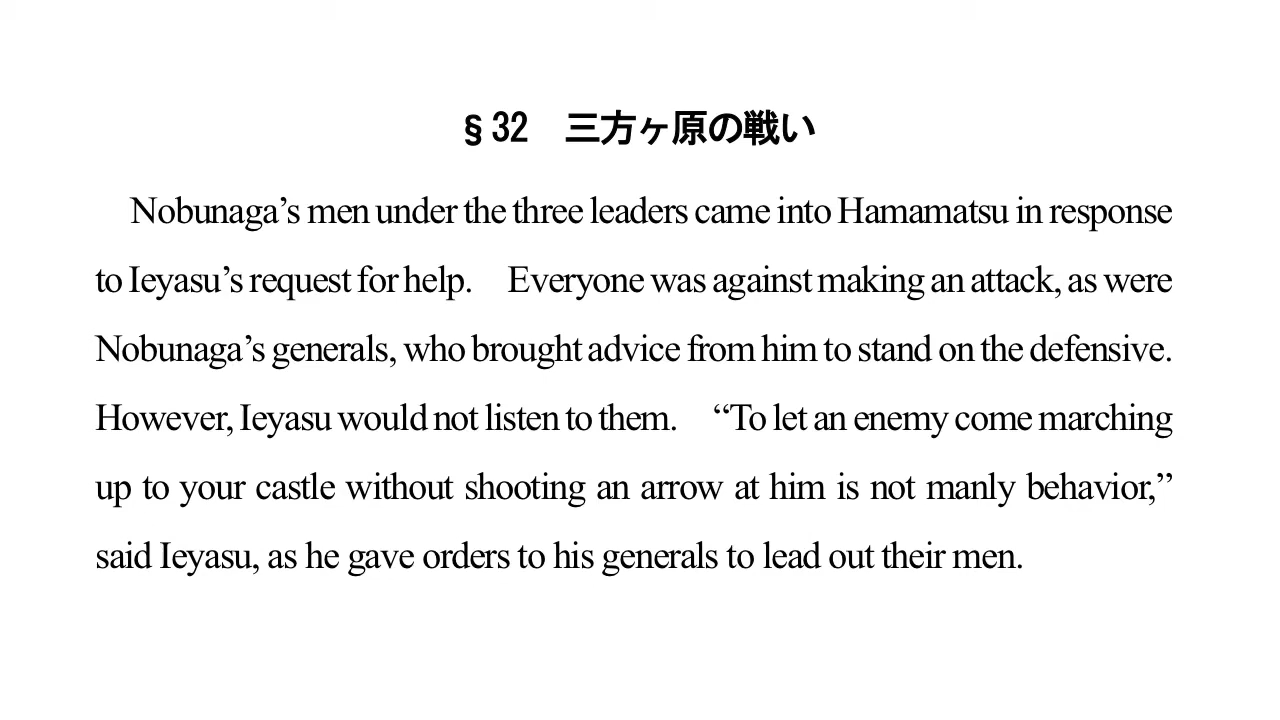 §32　三方ヶ原の戦い
Nobunaga’s men under the three leaders came into Hamamatsu in response
to Ieyasu’s request for help.　Everyone was against making an attack, as were
Nobunaga’s generals, who brought advice from him to stand on the defensive.
However, Ieyasu would not listen to them.　“To let an enemy come marching
up to your castle without shooting an arrow at him is not manly behavior,”
said Ieyasu, as he gave orders to his generals to lead out their men.